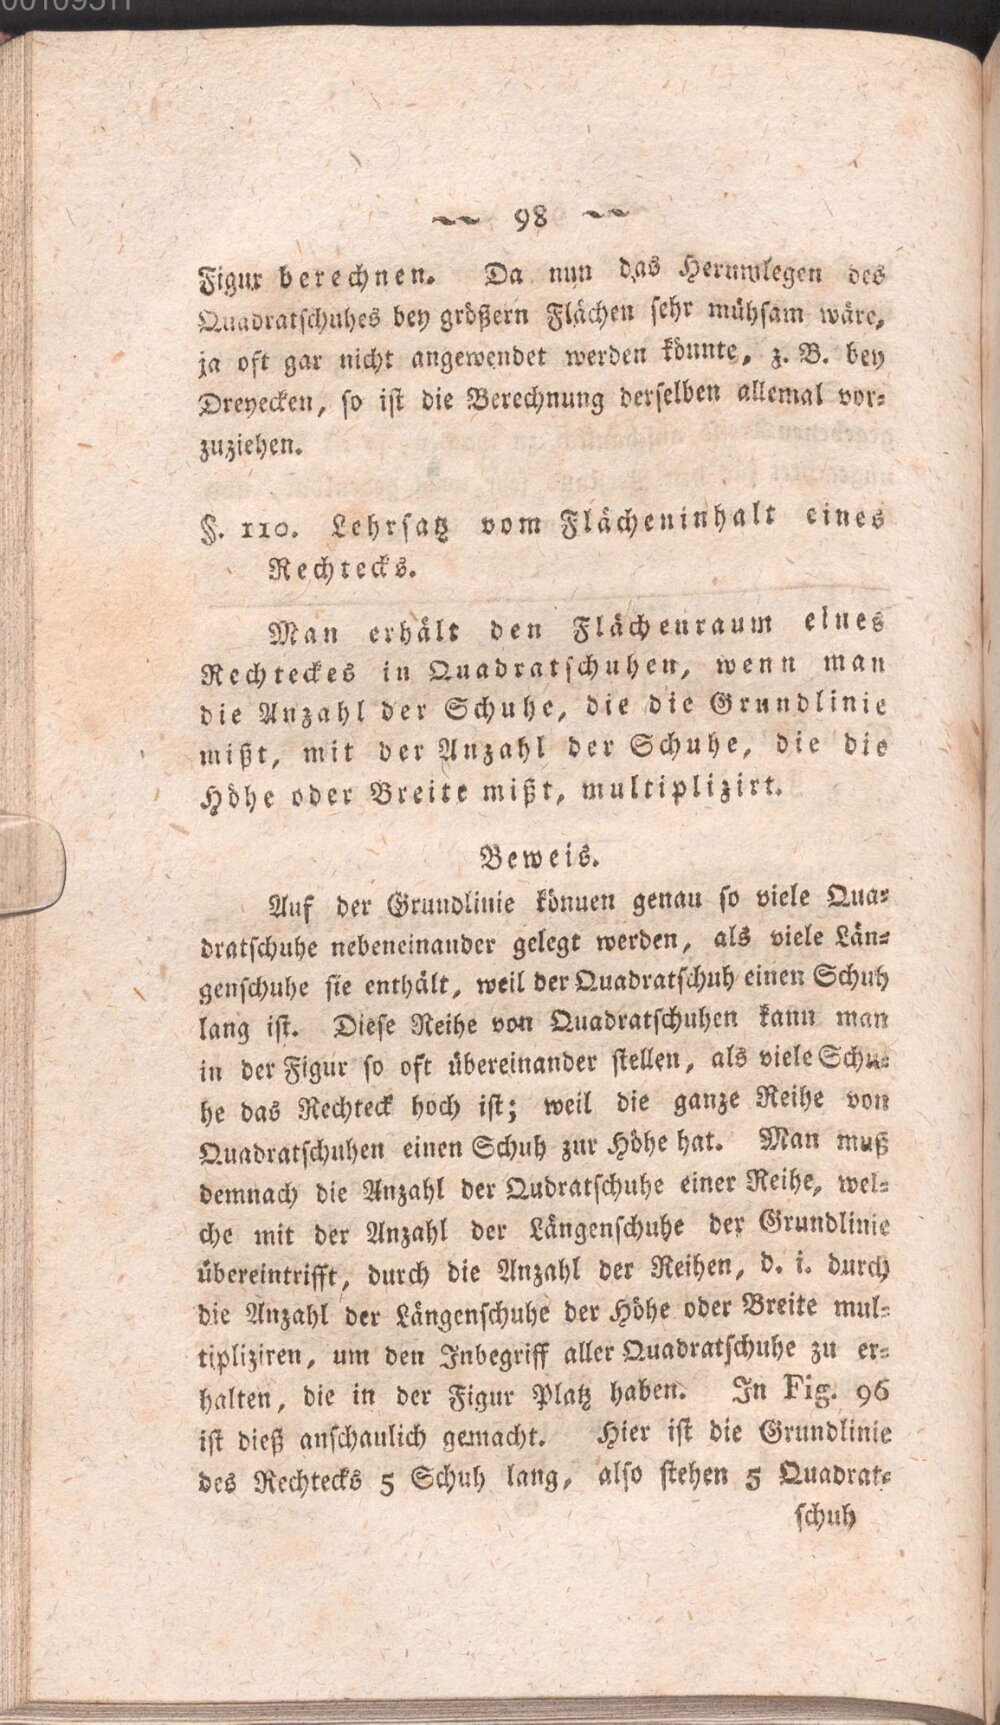 98
Figur berechnen. Da nun das Herumlegen des
Quadratschuhes bey größern Flächen sehr mühsam wäre,
ja oft gar nicht angewendet werden könnte, z. B. bey
Dreyecken, so ist die Berechnung derselben allemal vor-
zuziehen.
§. 110. Lehrsatz vom Flächeninhalt eines
Rechtecks.
Man erhält den Flächenraum eines
Rechteckes in Quadratschuhen, wenn man
die Anzahl der Schuhe, die die Grundlinie
mißt, mit der Anzahl der Schuhe, die die
Höhe oder Breite mißt, multiplizirt.
Beweis.
Auf der Grundlinie können genau so viele Qua-
dratschuhe nebeneinander gelegt werden, als viele Län-
genschuhe sie enthält, weil der Quadratschuh einen Schuh
lang ist. Diese Reihe von Quadratschuhen kann man
in der Figur so oft übereinander stellen, als viele Schu-
he das Rechteck hoch ist; weil die ganze Reihe von
Quadratschuhen einen Schuh zur Höhe hat. Man muß
demnach die Anzahl der Qudratschuhe einer Reihe, wel-
che mit der Anzahl der Längenschuhe der Grundlinie
übereintrifft, durch die Anzahl der Reihen, d. i. durch
die Anzahl der Längenschuhe der Höhe oder Breite mul-
tipliziren, um den Inbegriff aller Quadratschuhe zu er-
halten, die in der Figur Platz haben. In Fig. 96
ist dieß anschaulich gemacht. Hier ist die Grundlinie
des Rechtecks 5 Schuh lang, also stehen 5 Quadrat-
schuh